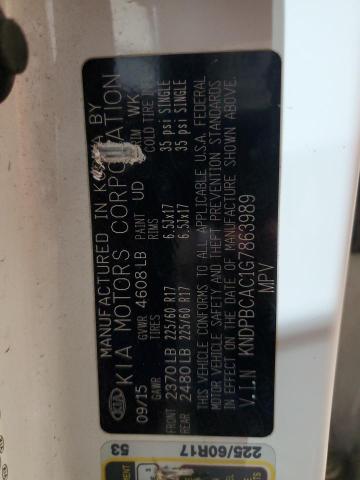 MANUFACTURED IN BY
KIA KIA MOTORS CORPORATION
09/15 GVWR 4608 LB PAINT UD TRIM WK
GAWR TIRES RIMS COLD TIRE
FRONT 2370 LB 225/60 R17 6.5Jx17 35 psi SINGLE
REAR 2480 LB 225/60 R17 6.5Jx17 35 psi SINGLE
THIS VEHICLE CONFORMS TO ALL APPLICABLE U.S.A. FEDERAL
MOTOR VEHICLE SAFETY AND THEFT PREVENTION STANDARDS
IN EFFECT ON THE DATE OF MANUFACTURE SHOWN ABOVE.
V.I.N KNDPBCAC1G7863989
MPV
53 225/60R17